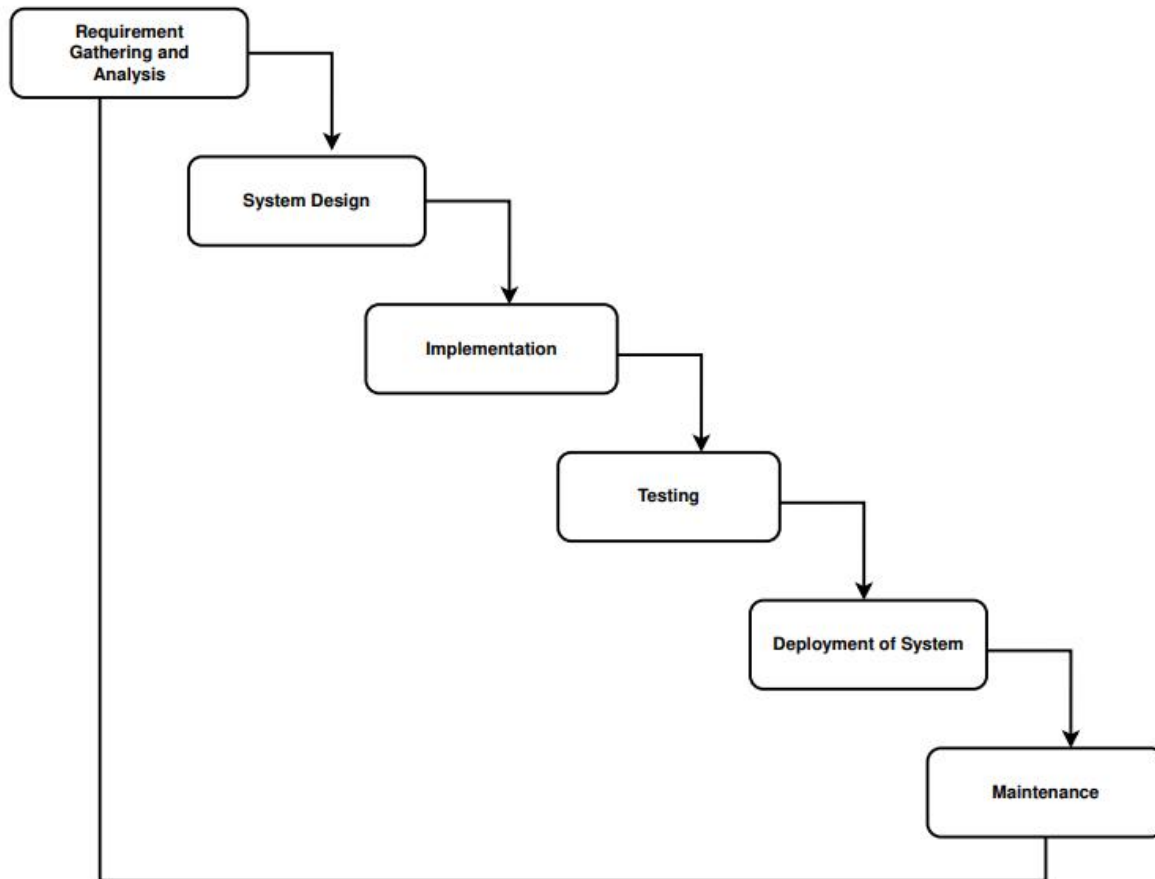 Requirement
Gathering and
Analysis
System Design
Implementation
Testing
Deployment of System
Maintenance